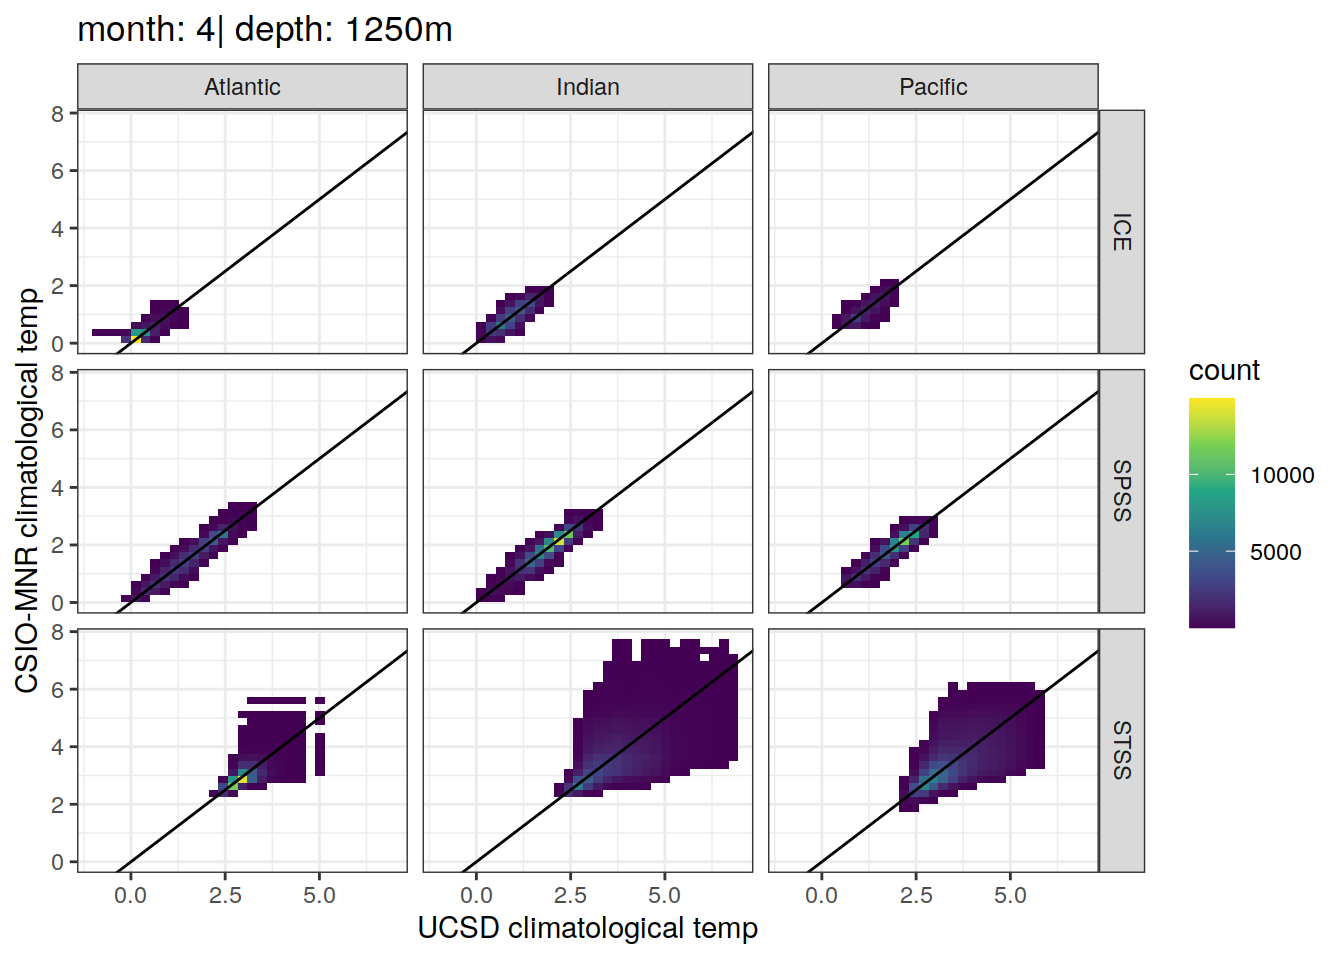 month: 4| depth: 1250m
Atlantic
Indian
Pacific
8
6
4
2
0
ICE
8
6
4
2
0
SPSS
8
6
4
2
0
STSS
0.0
2.5
5.0
0.0
2.5
5.0
0.0
2.5
5.0
UCSD climatological temp
CSIO-MNR climatological temp
count
10000
5000